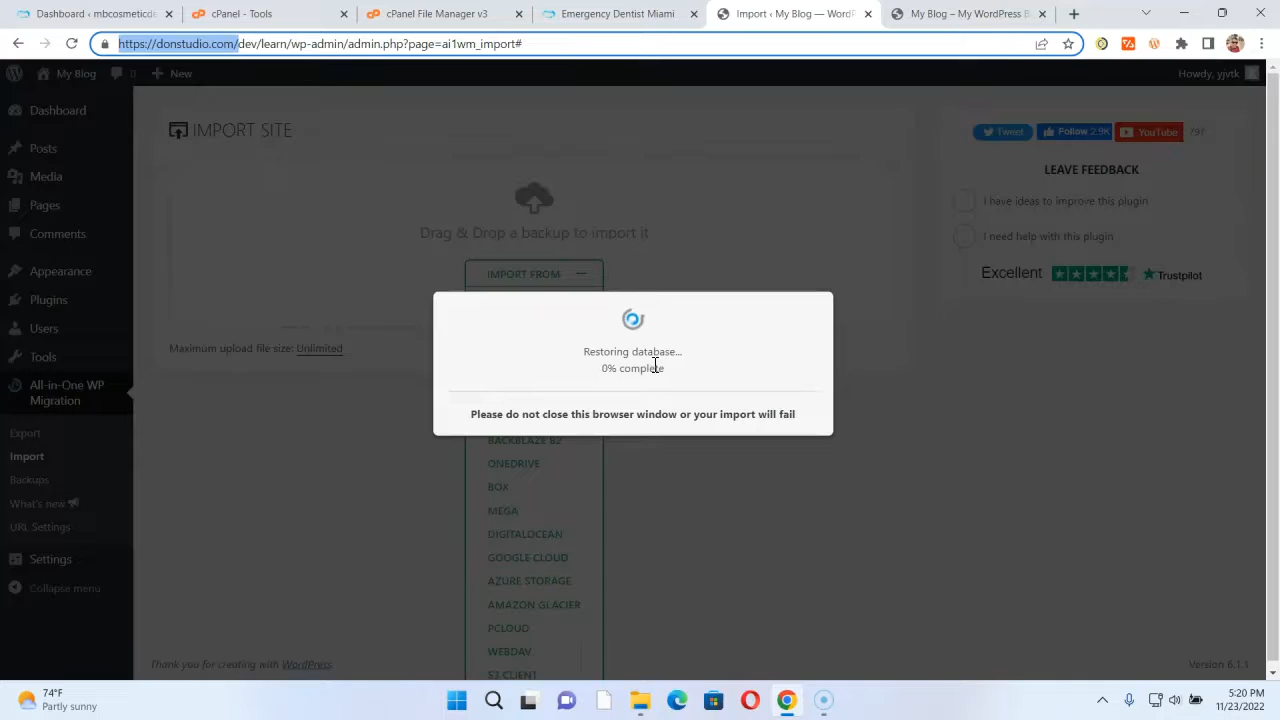 Dashboard ‹ mbcosmeticde
cPanel - Tools
cPanel File Manager v3
Emergency Dentist Miami
Import ‹ My Blog — WordP
My Blog – My WordPress B
https://donstudio.com/dev/learn/wp-admin/admin.php?page=ai1wm_import#
My Blog
0
New
Howdy, yjvtk
Dashboard
Posts
Media
Pages
Comments
Appearance
Plugins
Users
Tools
All-in-One WP
Migration
Export
Import
Backups
What's new
URL Settings
Settings
Collapse menu
IMPORT SITE
Drag & Drop a backup to import it
IMPORT FROM
Maximum upload file size: Unlimited
Restoring database...
0% complete
Please do not close this browser window or your import will fail
BACKBLAZE B2
ONEDRIVE
BOX
MEGA
DIGITALOCEAN
GOOGLE CLOUD
AZURE STORAGE
AMAZON GLACIER
PCLOUD
WEBDAV
S3 CLIENT
Tweet
Follow 2.9K
YouTube
797
LEAVE FEEDBACK
I have ideas to improve this plugin
I need help with this plugin
Excellent
Trustpilot
Thank you for creating with WordPress.
Version 6.1.1
74°F
Partly sunny
5:20 PM
11/23/2022